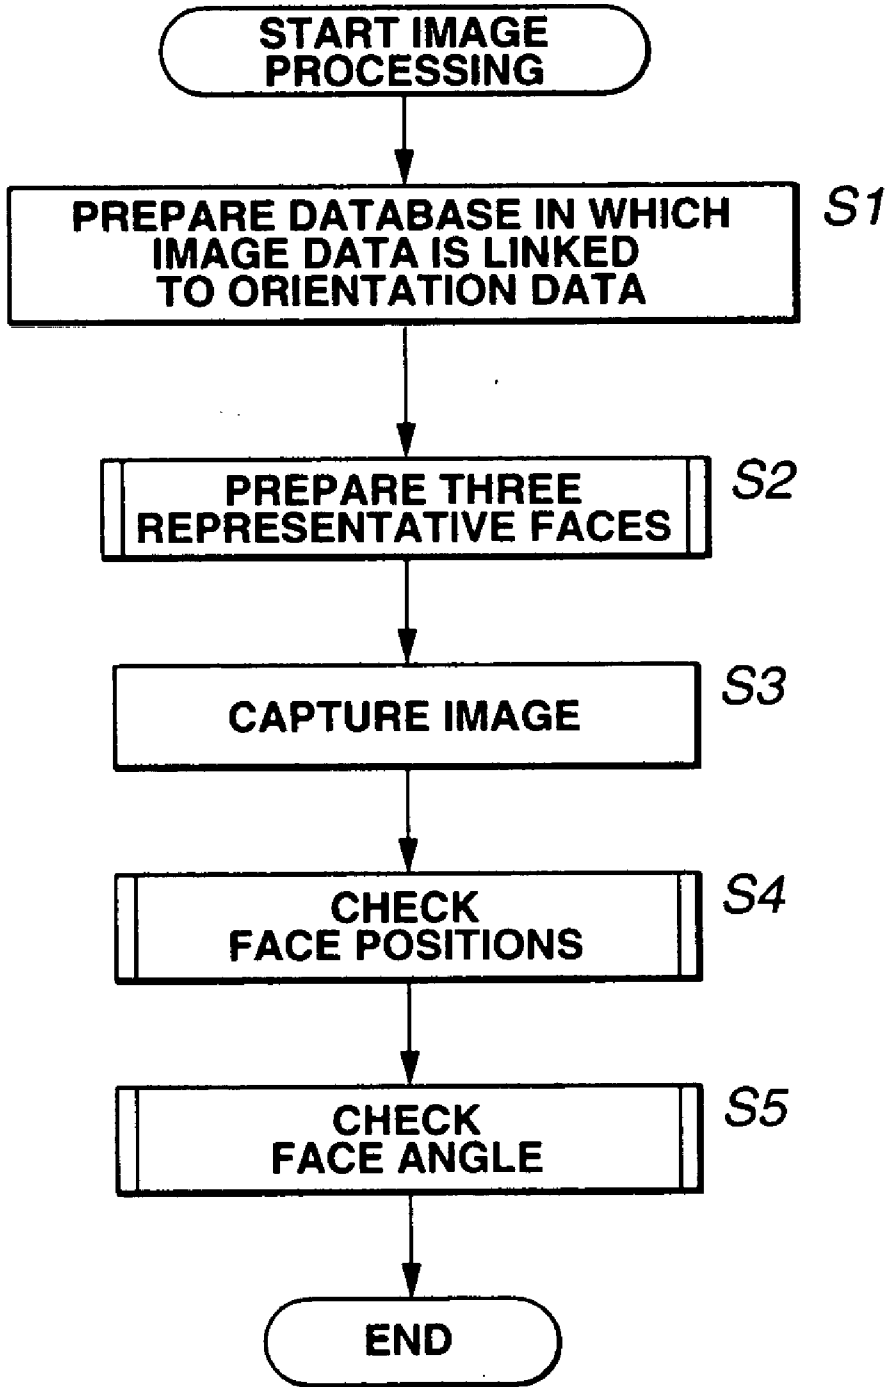 START IMAGE
PROCESSING
PREPARE DATABASE IN WHICH
IMAGE DATA IS LINKED
TO ORIENTATION DATA
S1
PREPARE THREE
REPRESENTATIVE FACES
S2
CAPTURE IMAGE
S3
CHECK
FACE POSITIONS
S4
CHECK
FACE ANGLE
S5
END